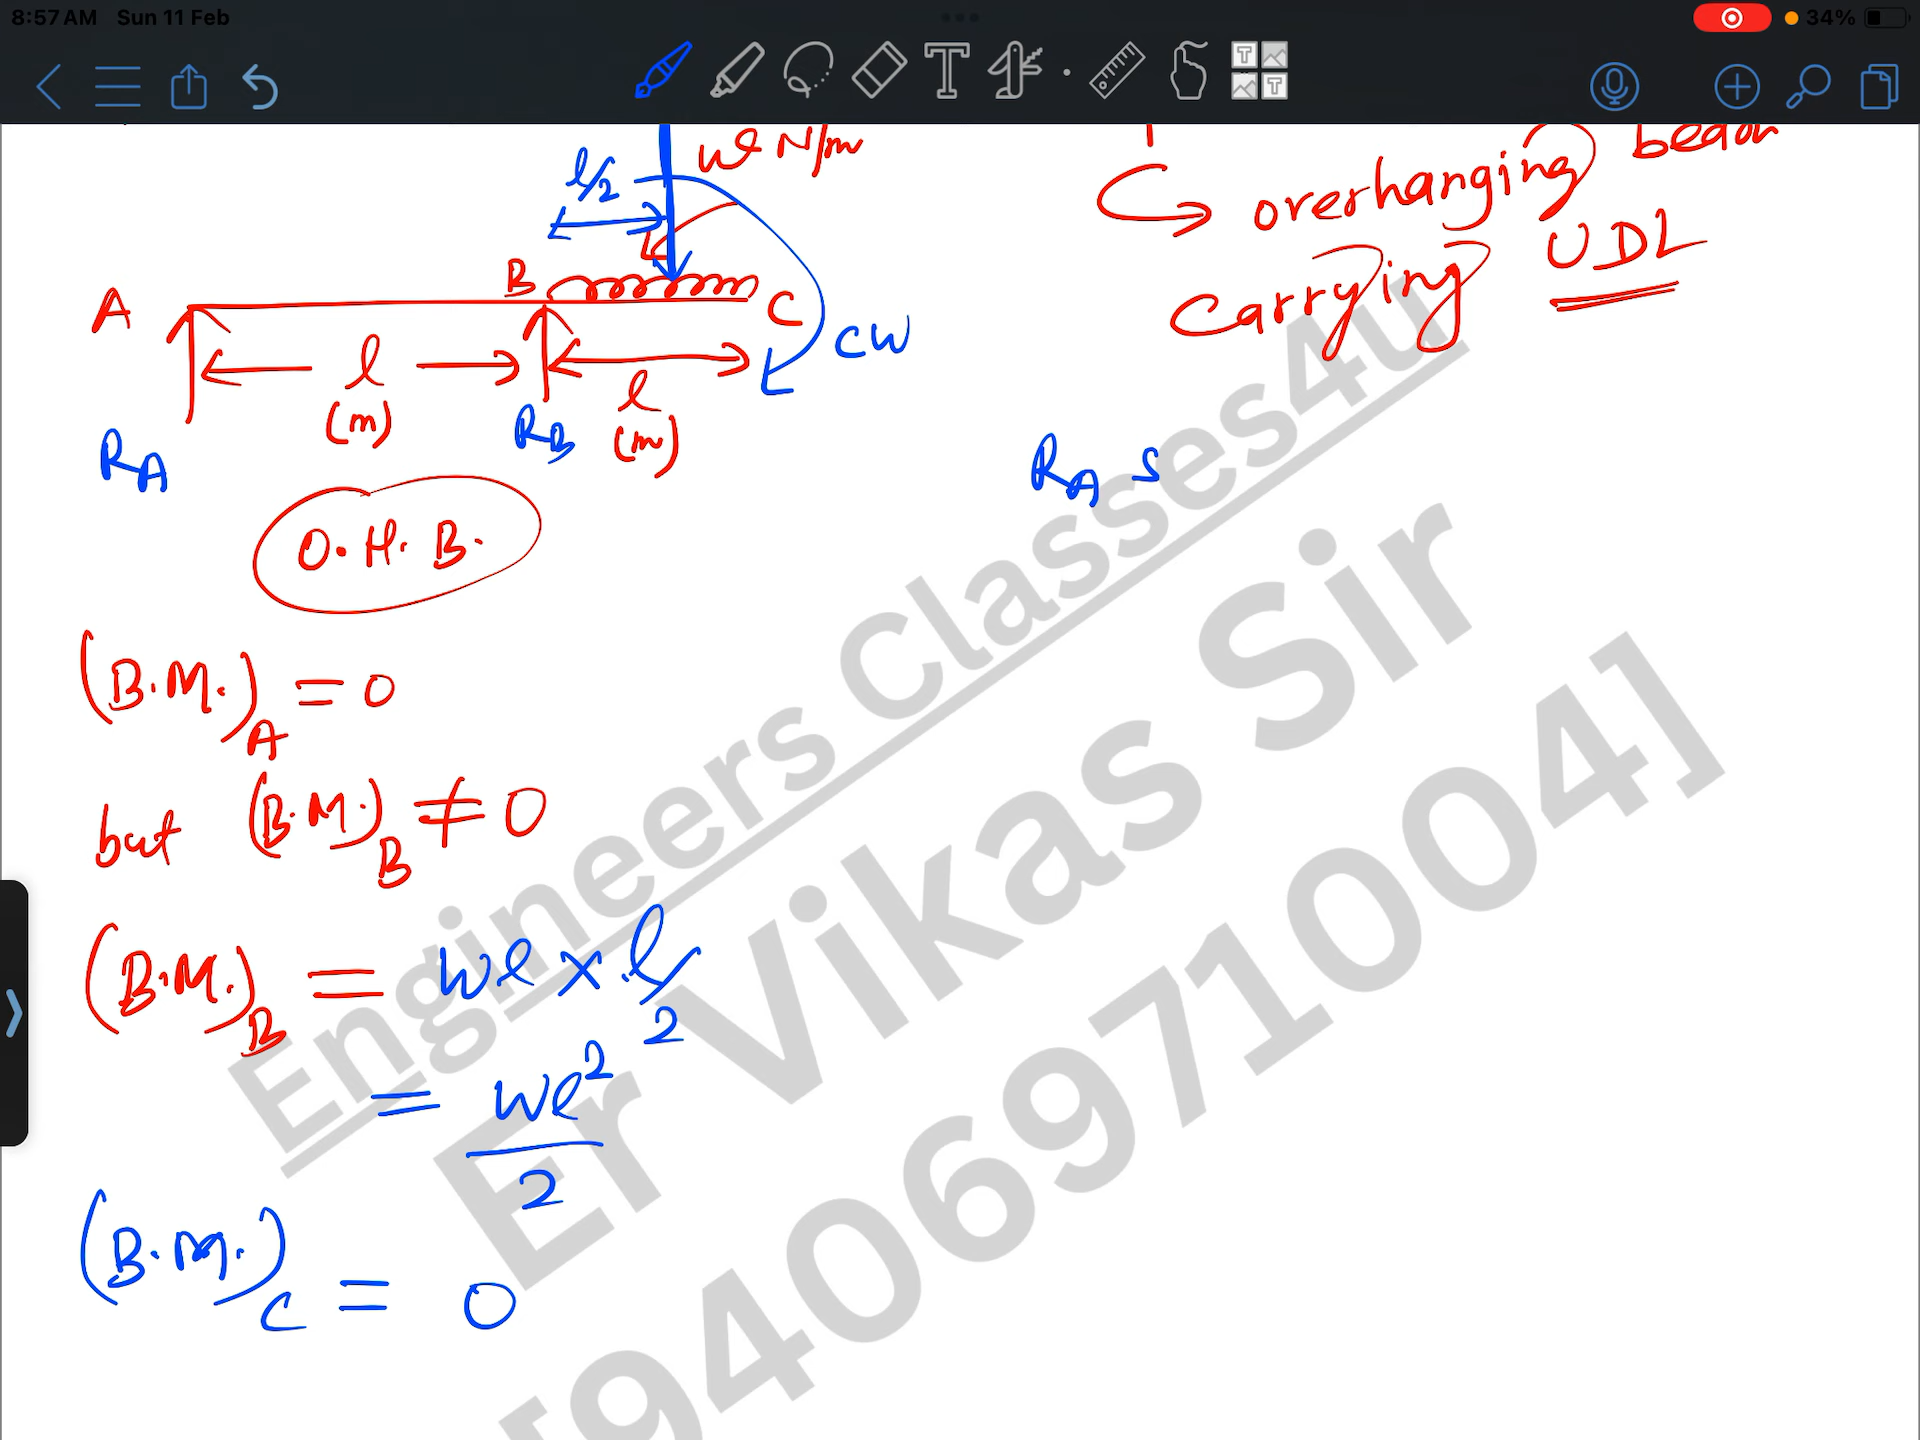 8:57 AM Sun 11 Feb
34%
l/2
we N/m
overhanging beam
carrying UDL
A
B
C
CW
l
(m)
l
(m)
RA
RB
RA s
O.H.B.
(B.M.)A = 0
but (B.M.)B ≠ 0
(B.M.)B = wl × l/2
= wl²/2
(B.M.)C = 0
Engineers Classes4u
Er Vikas Sir
[9406971004]